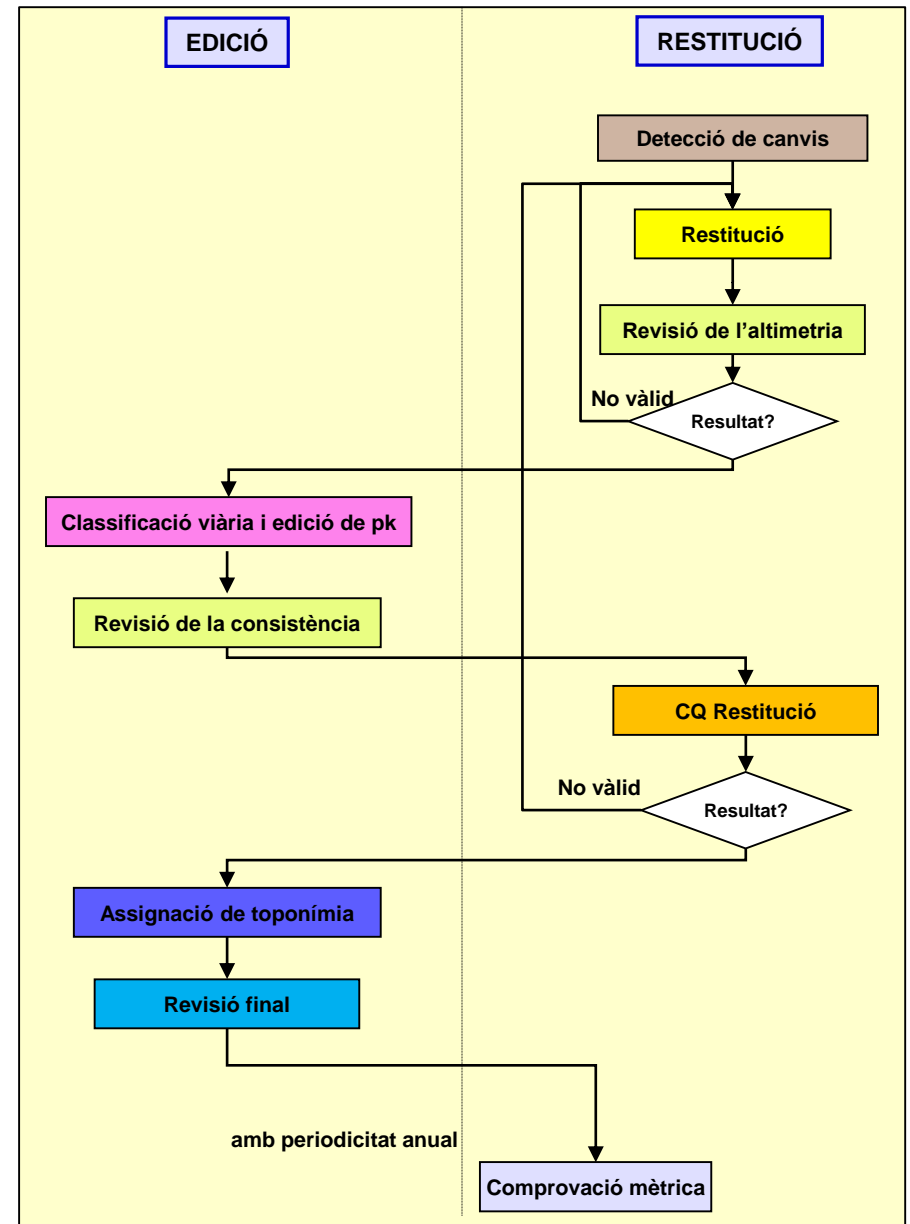 EDICIÓ
RESTITUCIÓ
Detecció de canvis
Restitució
Revisió de l’altimetria
No vàlid
Resultat?
Classificació viària i edició de pk
Revisió de la consistència
CQ Restitució
No vàlid
Resultat?
Assignació de toponímia
Revisió final
amb periodicitat anual
Comprovació mètrica